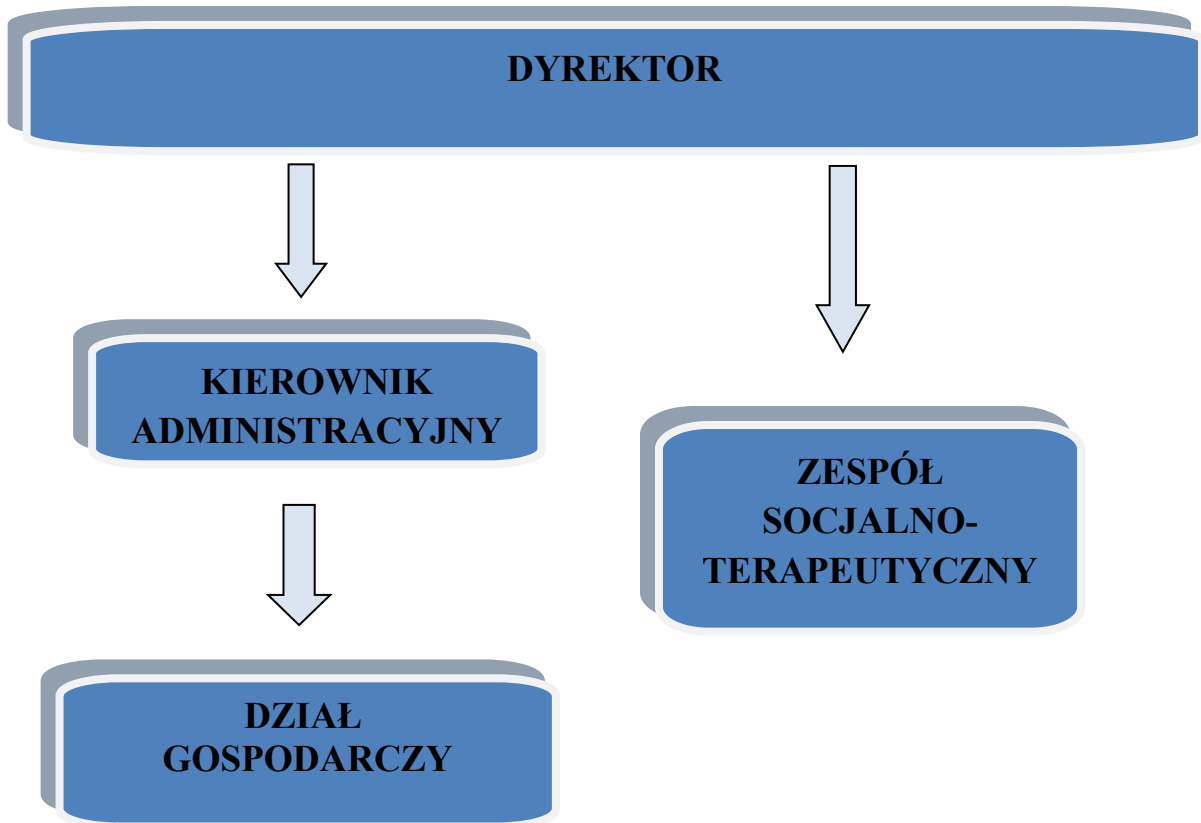 DYREKTOR
KIEROWNIK
ADMINISTRACYJNY
ZESPÓŁ
SOCJALNO-
TERAPEUTYCZNY
DZIAŁ
GOSPODARCZY